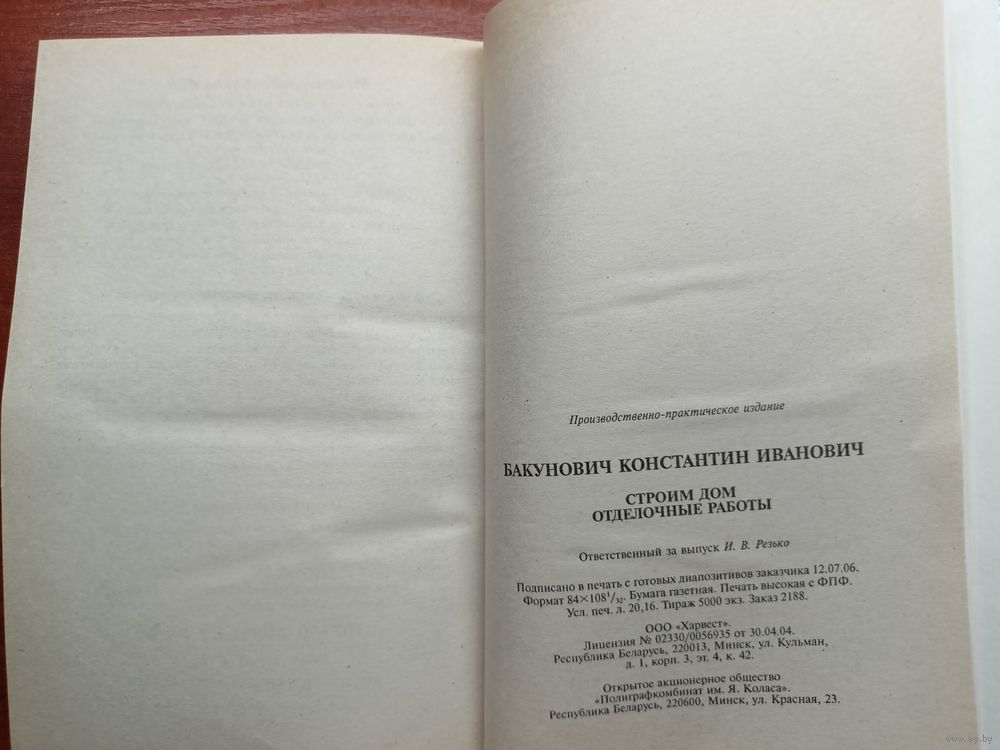 Производственно-практическое издание
БАКУНОВИЧ КОНСТАНТИН ИВАНОВИЧ
СТРОИМ ДОМ
ОТДЕЛОЧНЫЕ РАБОТЫ
Ответственный за выпуск И. В. Резько
Подписано в печать с готовых диапозитивов заказчика 12.07.06.
Формат 84×108¹/₃₂. Бумага газетная. Печать высокая с ФПФ.
Усл. печ. л. 20,16. Тираж 5000 экз. Заказ 2188.
ООО «Харвест».
Лицензия № 02330/0056935 от 30.04.04.
Республика Беларусь, 220013, Минск, ул. Кульман,
д. 1, корп. 3, эт. 4, к. 42.
Открытое акционерное общество
«Полиграфкомбинат им. Я. Коласа».
Республика Беларусь, 220600, Минск, ул. Красная, 23.
www.ay.by